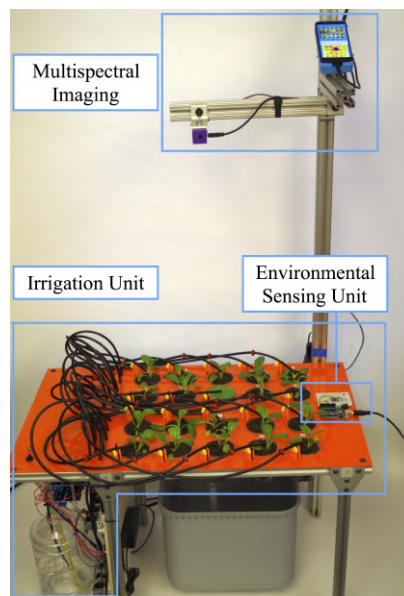 Multispectral
Imaging
Irrigation Unit
Environmental
Sensing Unit